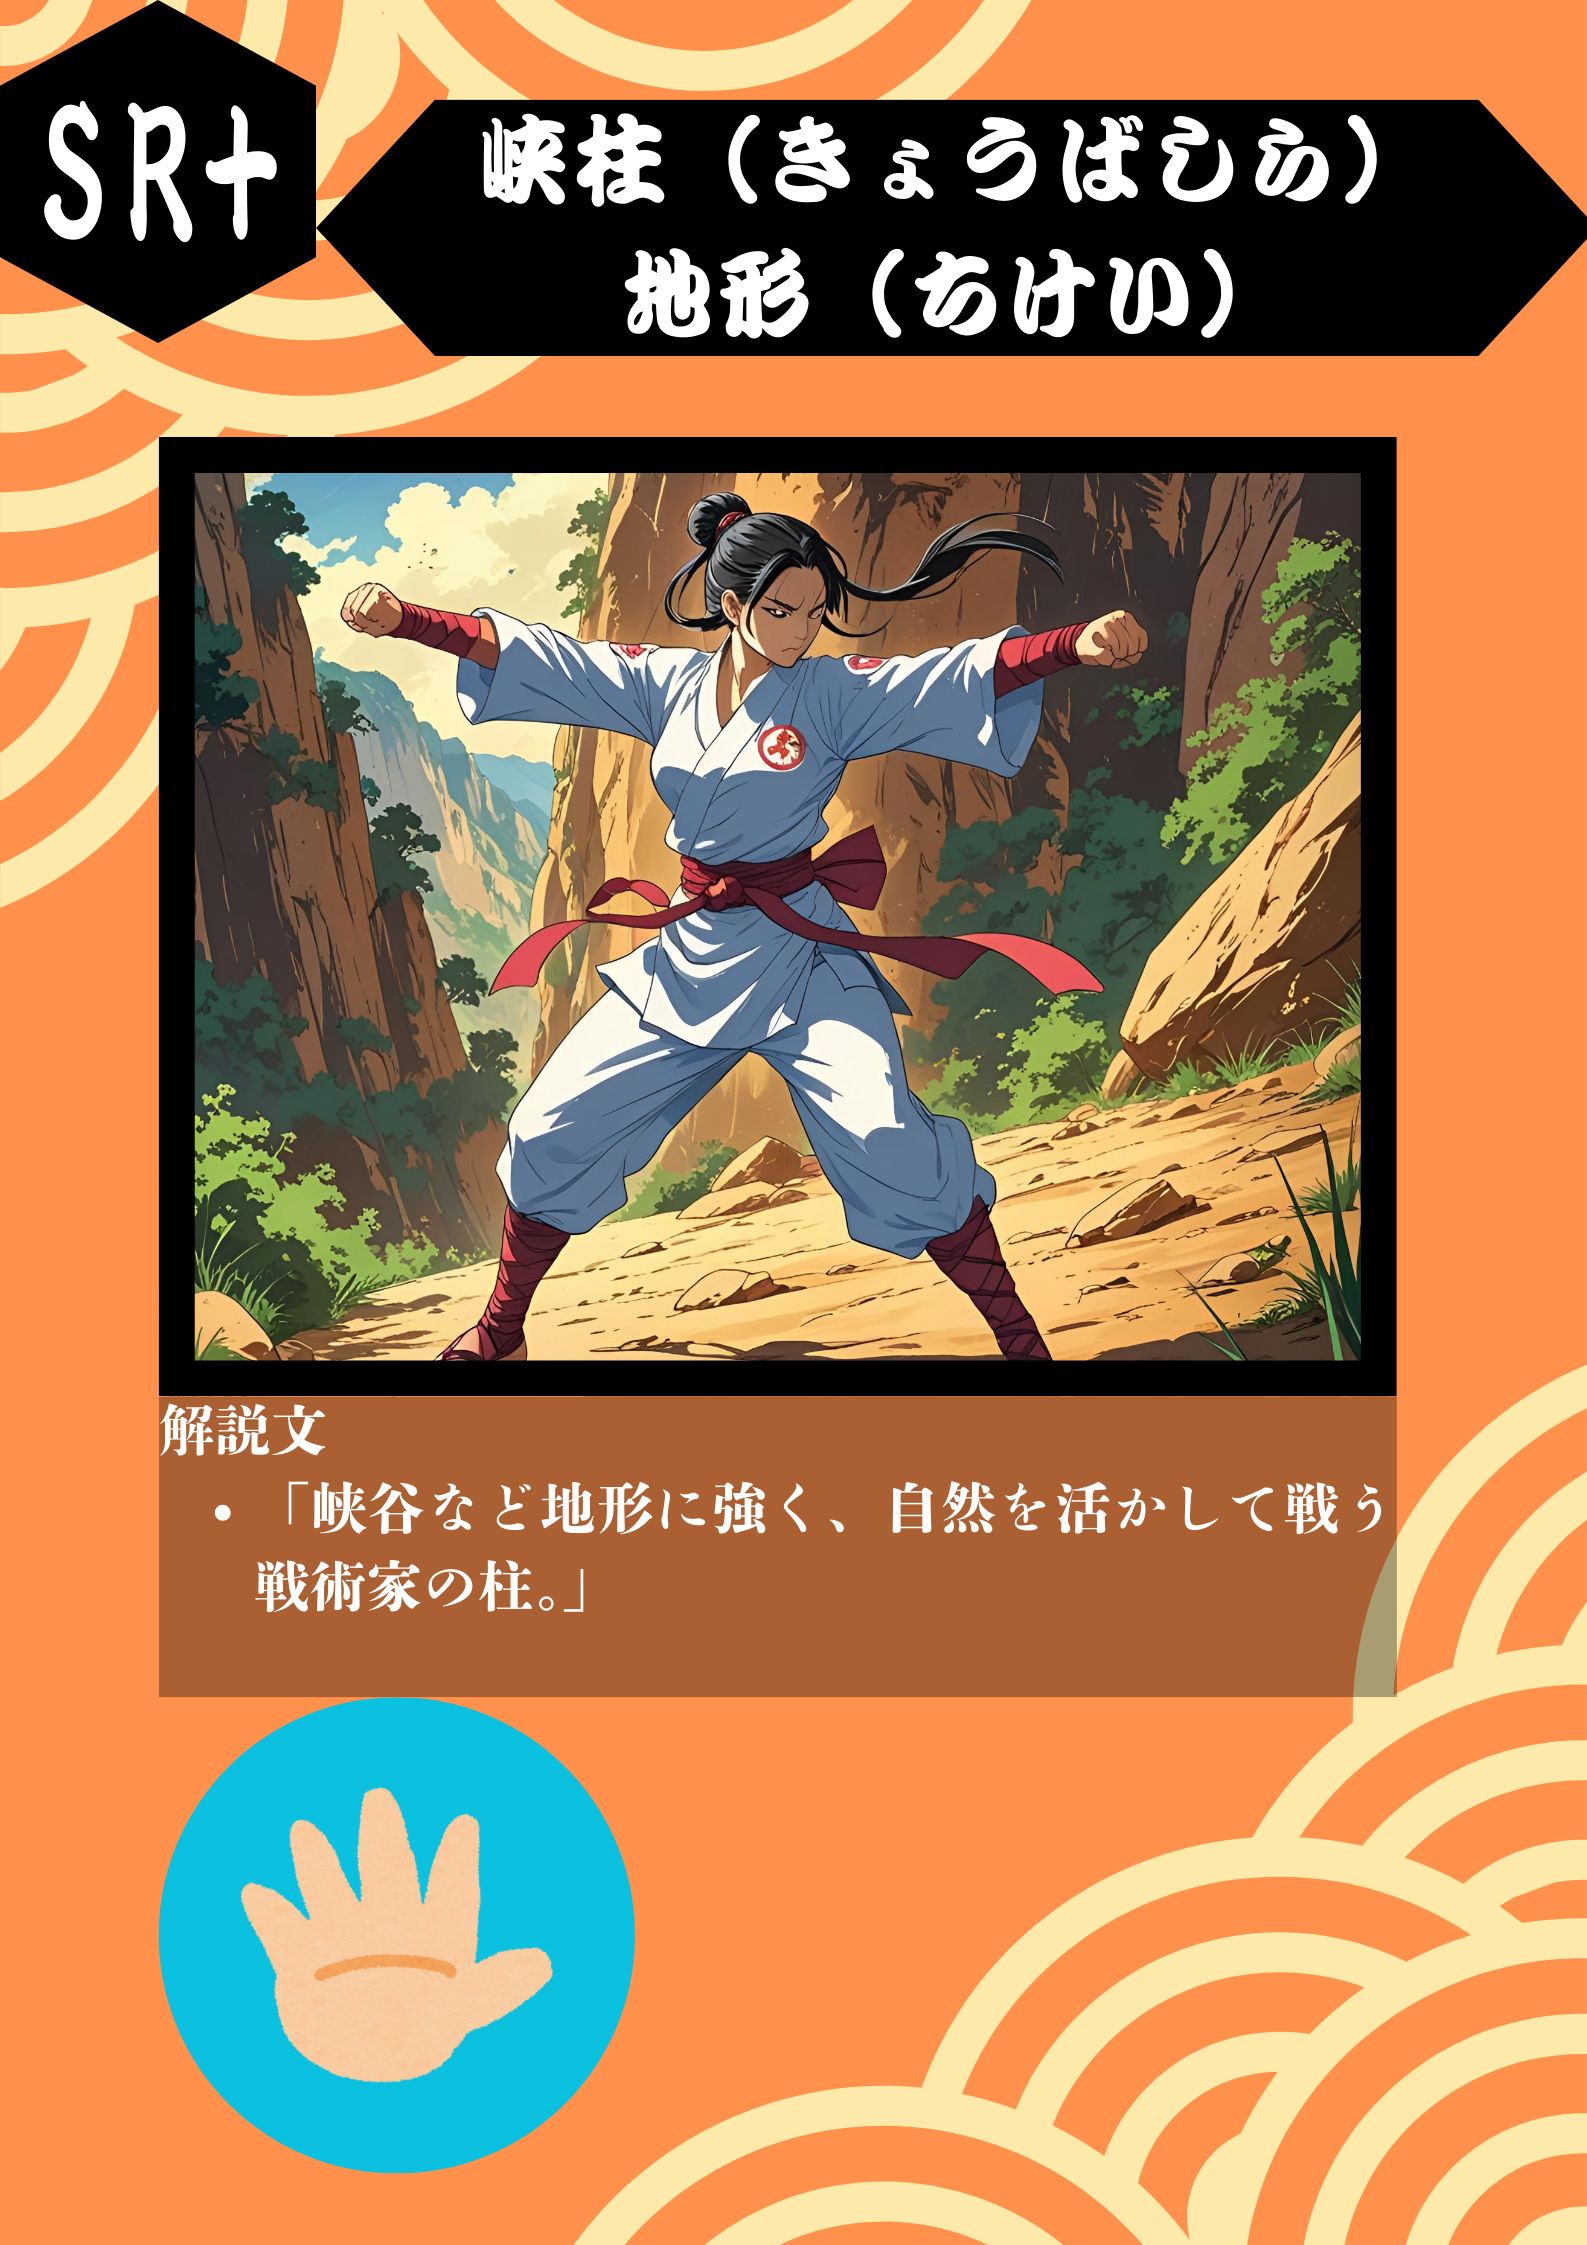 SR+
峡柱（きょうばしら）
地形（ちけい）
解説文
• 「峡谷など地形に強く、自然を活かして戦う
戦術家の柱。」